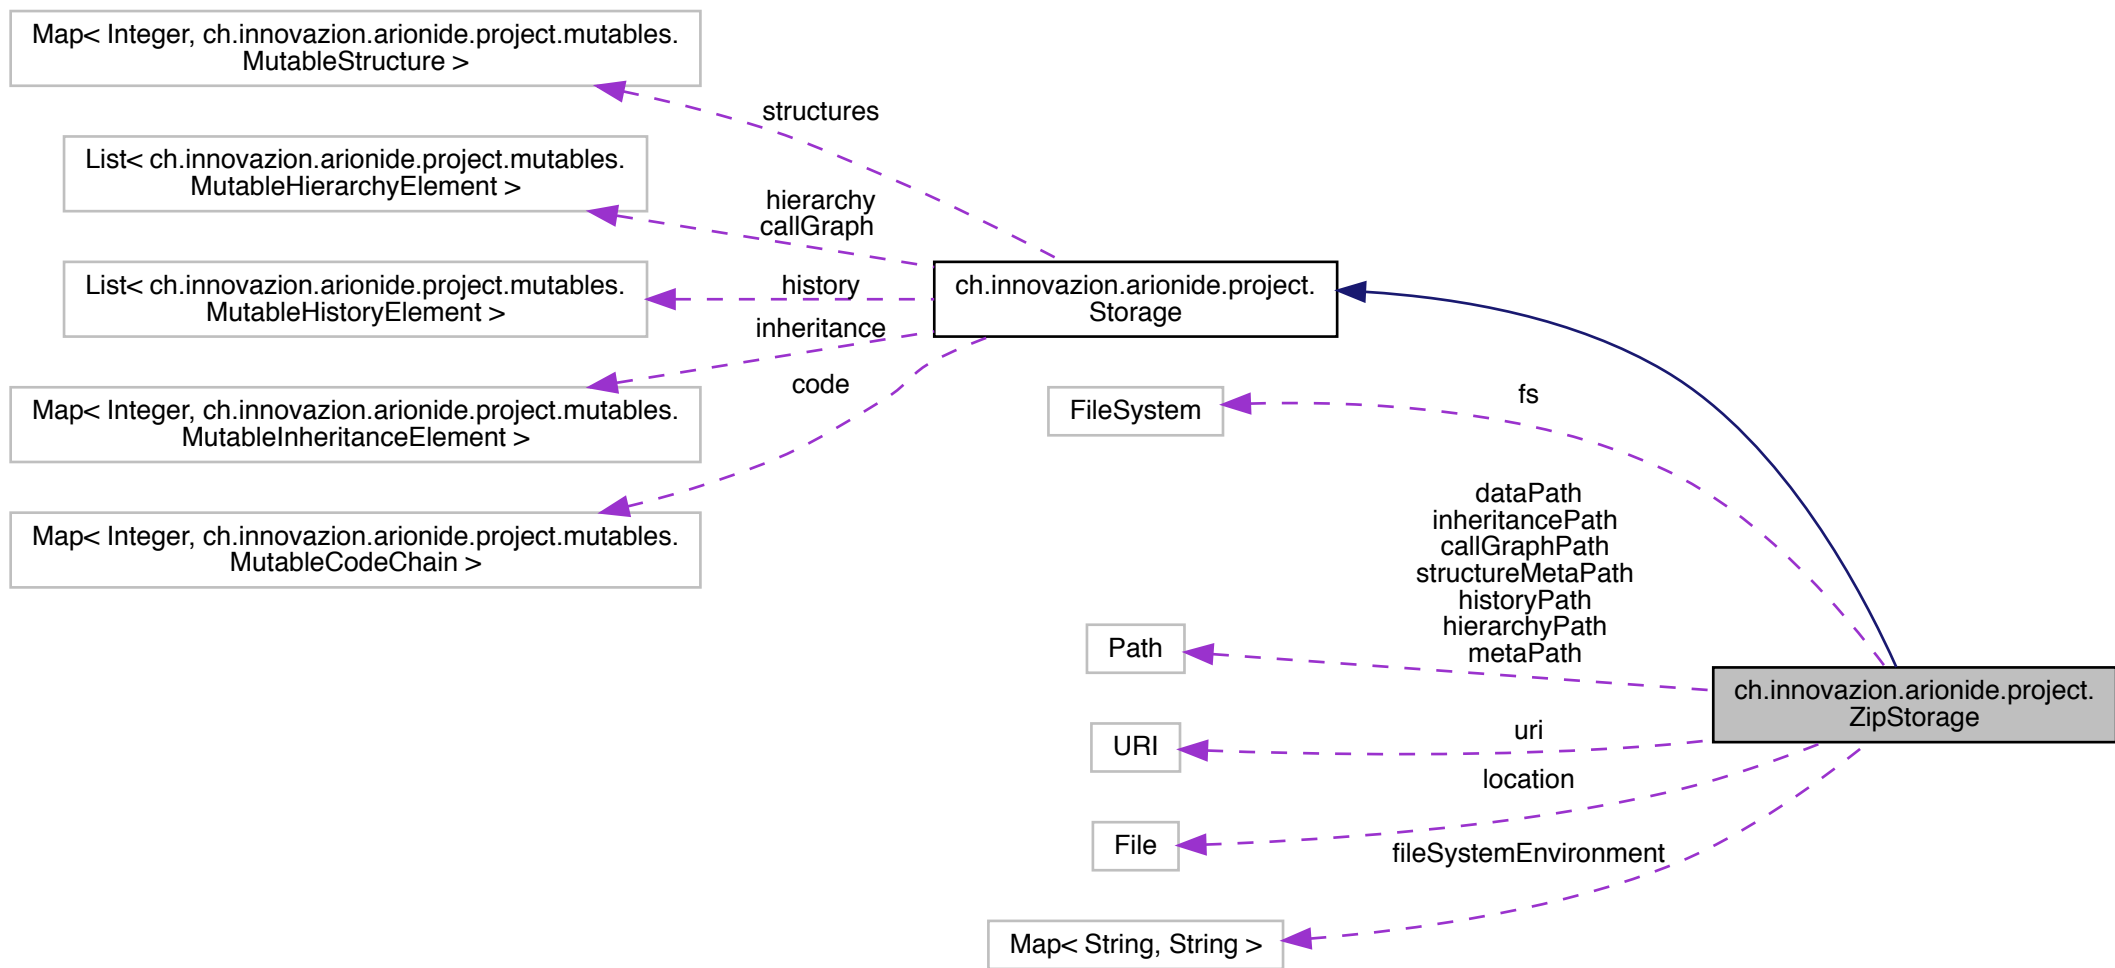 Map< Integer, ch.innovazion.arionide.project.mutables.
MutableStructure >
structures
List< ch.innovazion.arionide.project.mutables.
MutableHierarchyElement >
hierarchy
callGraph
List< ch.innovazion.arionide.project.mutables.
MutableHistoryElement >
history
ch.innovazion.arionide.project.
Storage
inheritance
Map< Integer, ch.innovazion.arionide.project.mutables.
MutableInheritanceElement >
code
Map< Integer, ch.innovazion.arionide.project.mutables.
MutableCodeChain >
FileSystem
fs
dataPath
inheritancePath
callGraphPath
structureMetaPath
historyPath
hierarchyPath
metaPath
Path
ch.innovazion.arionide.project.
ZipStorage
URI
uri
location
File
fileSystemEnvironment
Map< String, String >